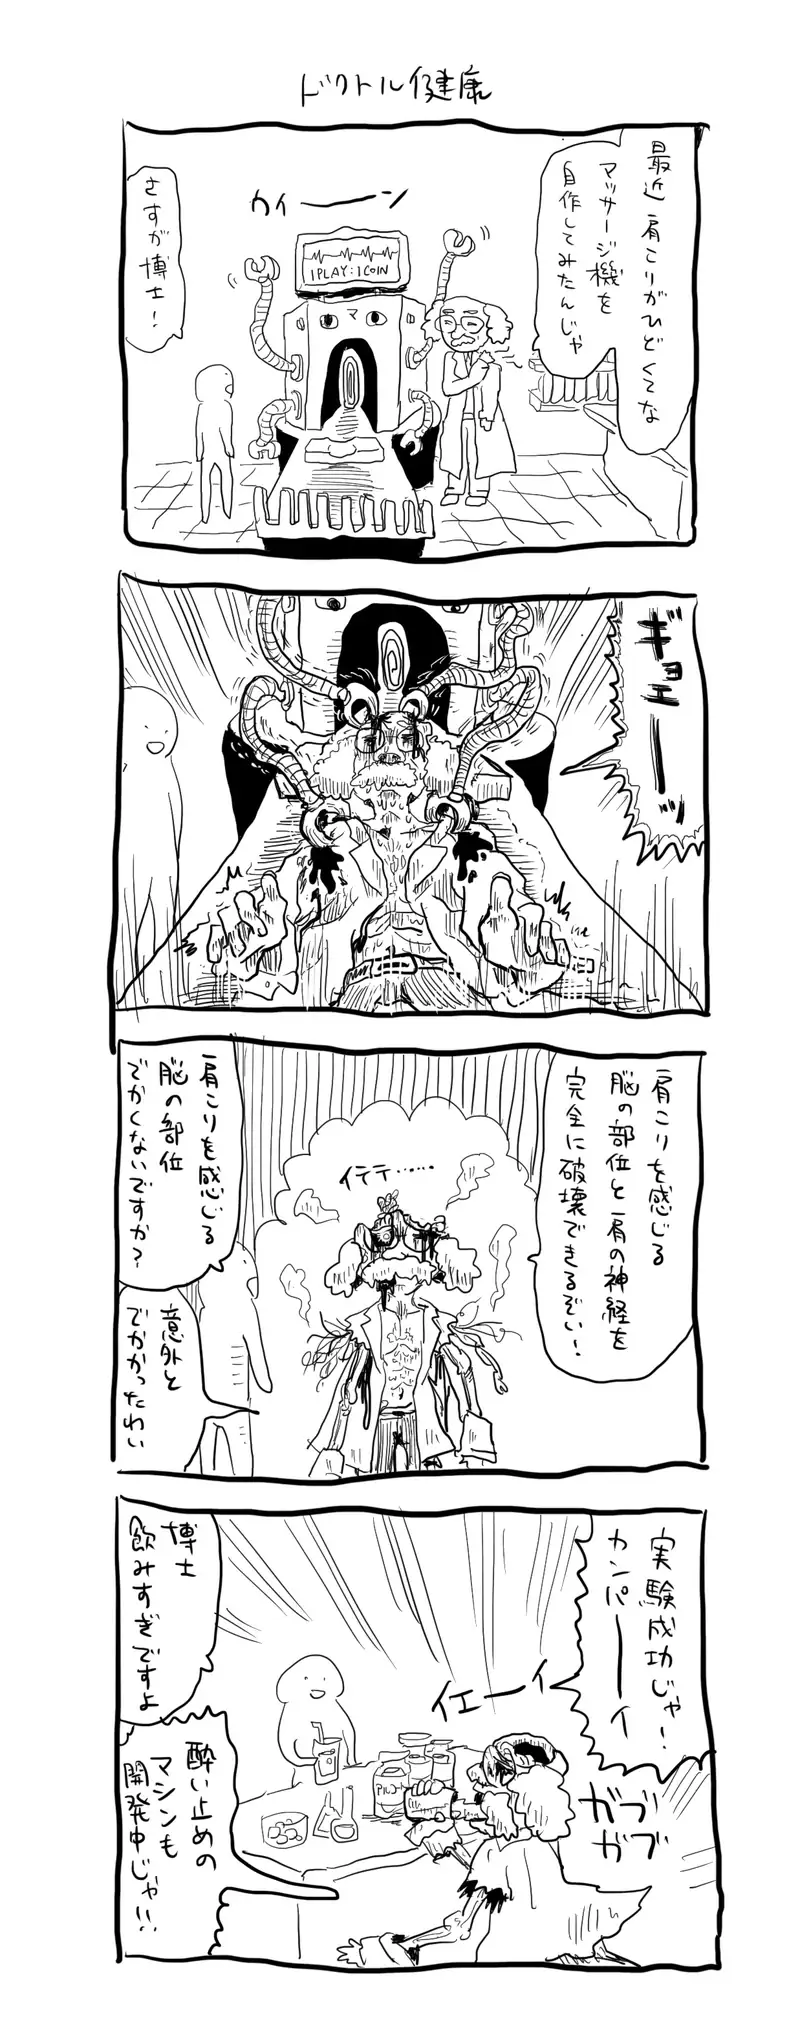 ドクトル健康
最近肩こりがひどくてな
マッサージ機を
自作してみたんじゃ
ウィーーン
1PLAY:1COIN
さすが博士!
ギョエーーッ
肩こりを感じる
脳の部位と肩の神経を
完全に破壊できるぞい!
イテテ……
肩こりを感じる
脳の部位
でかくないですか?
意外と
でかかったわい
実験成功じゃ!
カンパーーイ
イエーイ
ガブガブ
博士
飲みすぎですよ
酔い止めの
マシンも
開発中じゃ!!